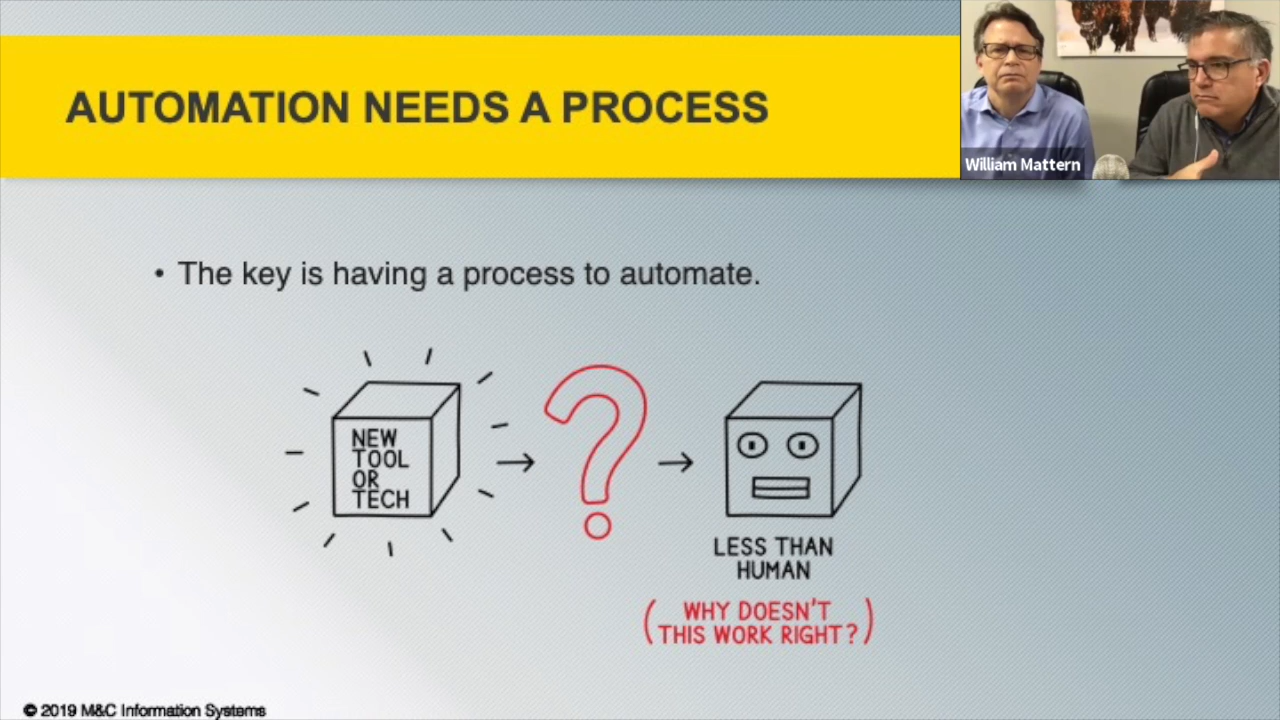 AUTOMATION NEEDS A PROCESS
William Mattern
• The key is having a process to automate.
NEW
TOOL
OR
TECH
?
LESS THAN
HUMAN
(WHY DOESN'T
THIS WORK RIGHT?)
© 2019 M&C Information Systems